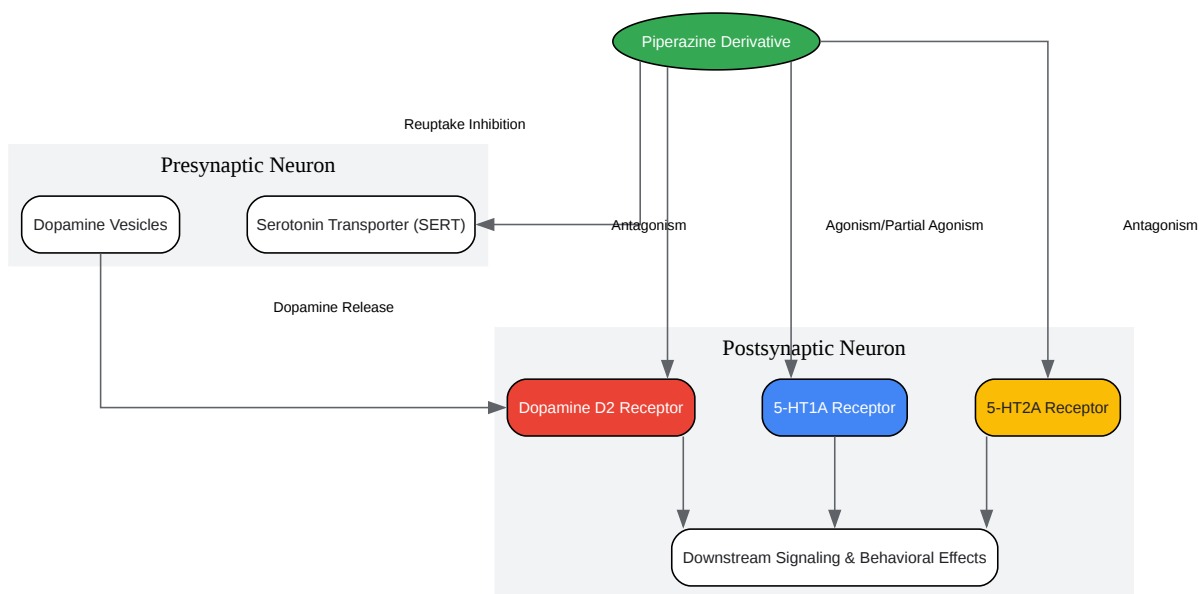 Piperazine Derivative
Reuptake Inhibition
Presynaptic Neuron
Dopamine Vesicles
Serotonin Transporter (SERT)
Antagonism
Agonism/Partial Agonism
Antagonism
Dopamine Release
Postsynaptic Neuron
Dopamine D2 Receptor
5-HT1A Receptor
5-HT2A Receptor
Downstream Signaling & Behavioral Effects